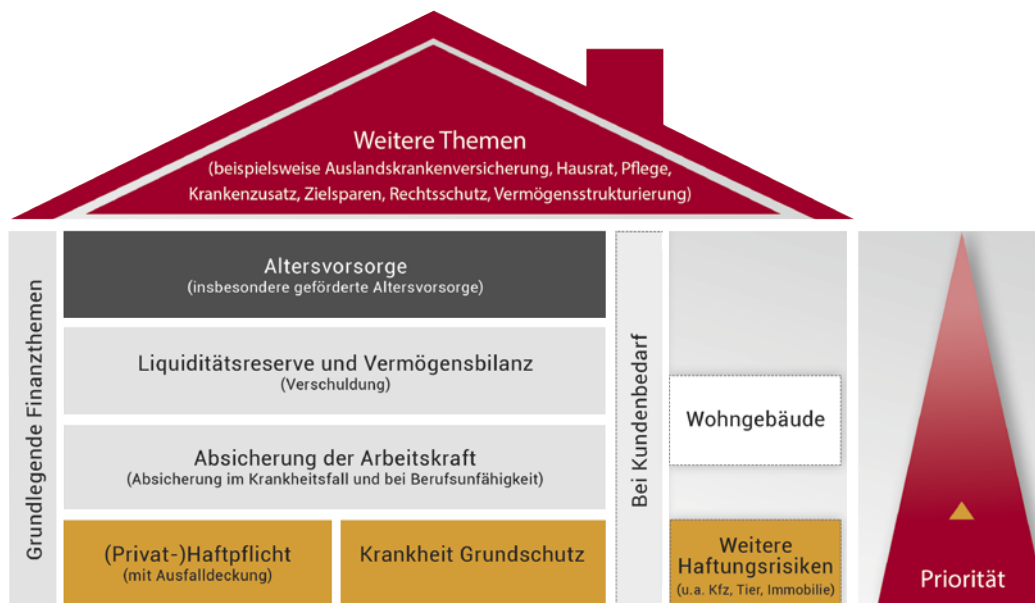 Weitere Themen
(beispielsweise Auslandskrankenversicherung, Hausrat, Pflege,
Krankenzusatz, Zielsparen, Rechtsschutz, Vermögensstrukturierung)
Grundlegende Finanzthemen
Altersvorsorge
(insbesondere geförderte Altersvorsorge)
Liquiditätsreserve und Vermögensbilanz
(Verschuldung)
Absicherung der Arbeitskraft
(Absicherung im Krankheitsfall und bei Berufsunfähigkeit)
(Privat-)Haftpflicht
(mit Ausfalldeckung)
Krankheit Grundschutz
Bei Kundenbedarf
Wohngebäude
Weitere
Haftungsrisiken
(u.a. Kfz, Tier, Immobilie)
Priorität